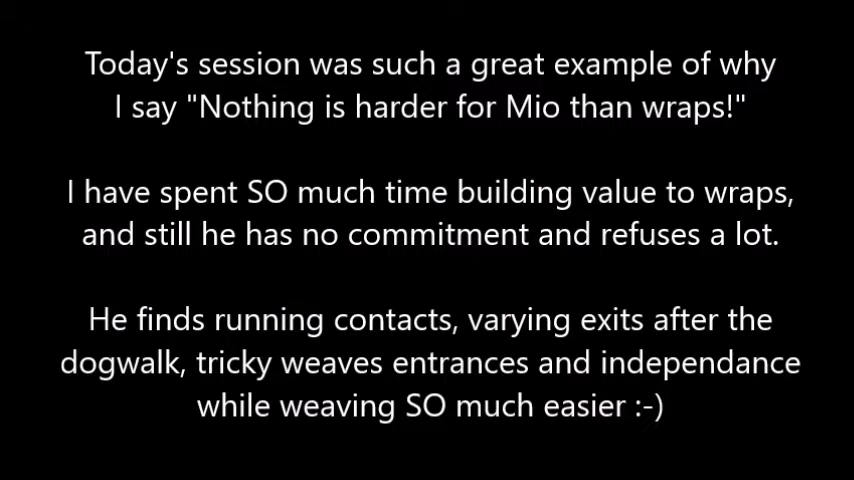 Today's session was such a great example of why
I say "Nothing is harder for Mio than wraps!"
I have spent SO much time building value to wraps,
and still he has no commitment and refuses a lot.
He finds running contacts, varying exits after the
dogwalk, tricky weaves entrances and independance
while weaving SO much easier :-)